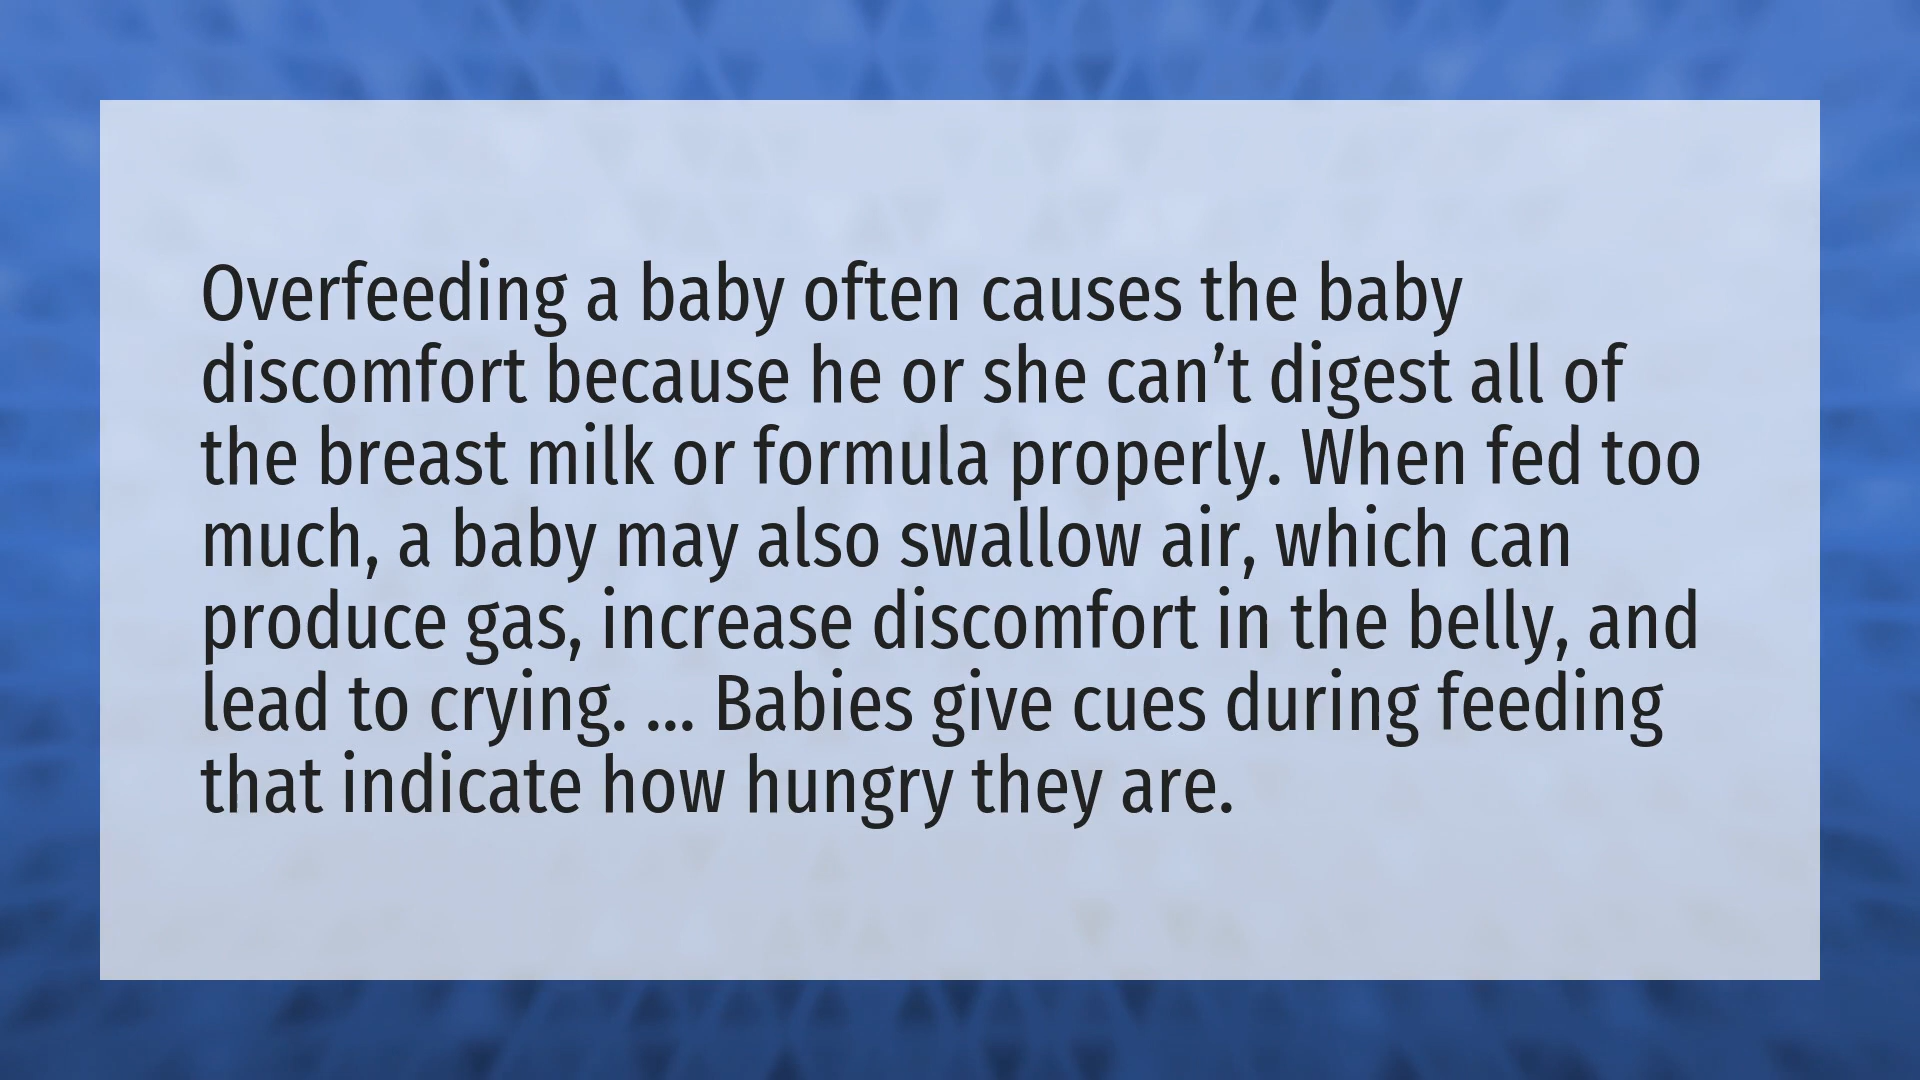 Overfeeding a baby often causes the baby
discomfort because he or she can’t digest all of
the breast milk or formula properly. When fed too
much, a baby may also swallow air, which can
produce gas, increase discomfort in the belly, and
lead to crying. ... Babies give cues during feeding
that indicate how hungry they are.